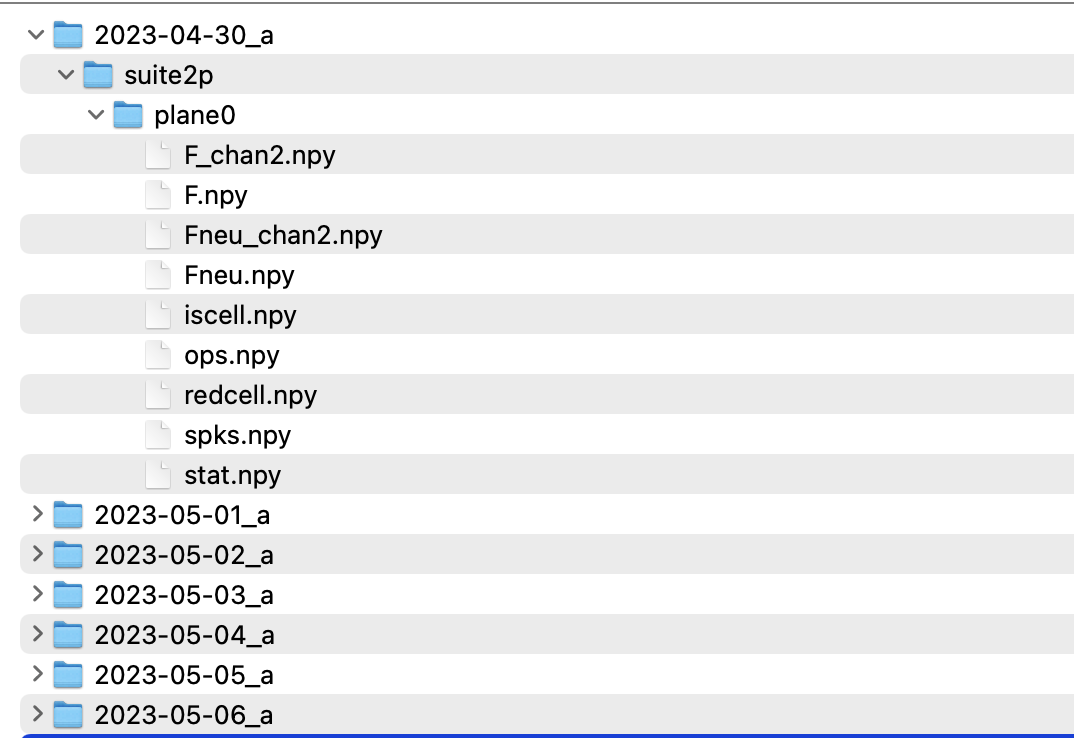 2023-04-30_a
suite2p
plane0
F_chan2.npy
F.npy
Fneu_chan2.npy
Fneu.npy
iscell.npy
ops.npy
redcell.npy
spks.npy
stat.npy
2023-05-01_a
2023-05-02_a
2023-05-03_a
2023-05-04_a
2023-05-05_a
2023-05-06_a